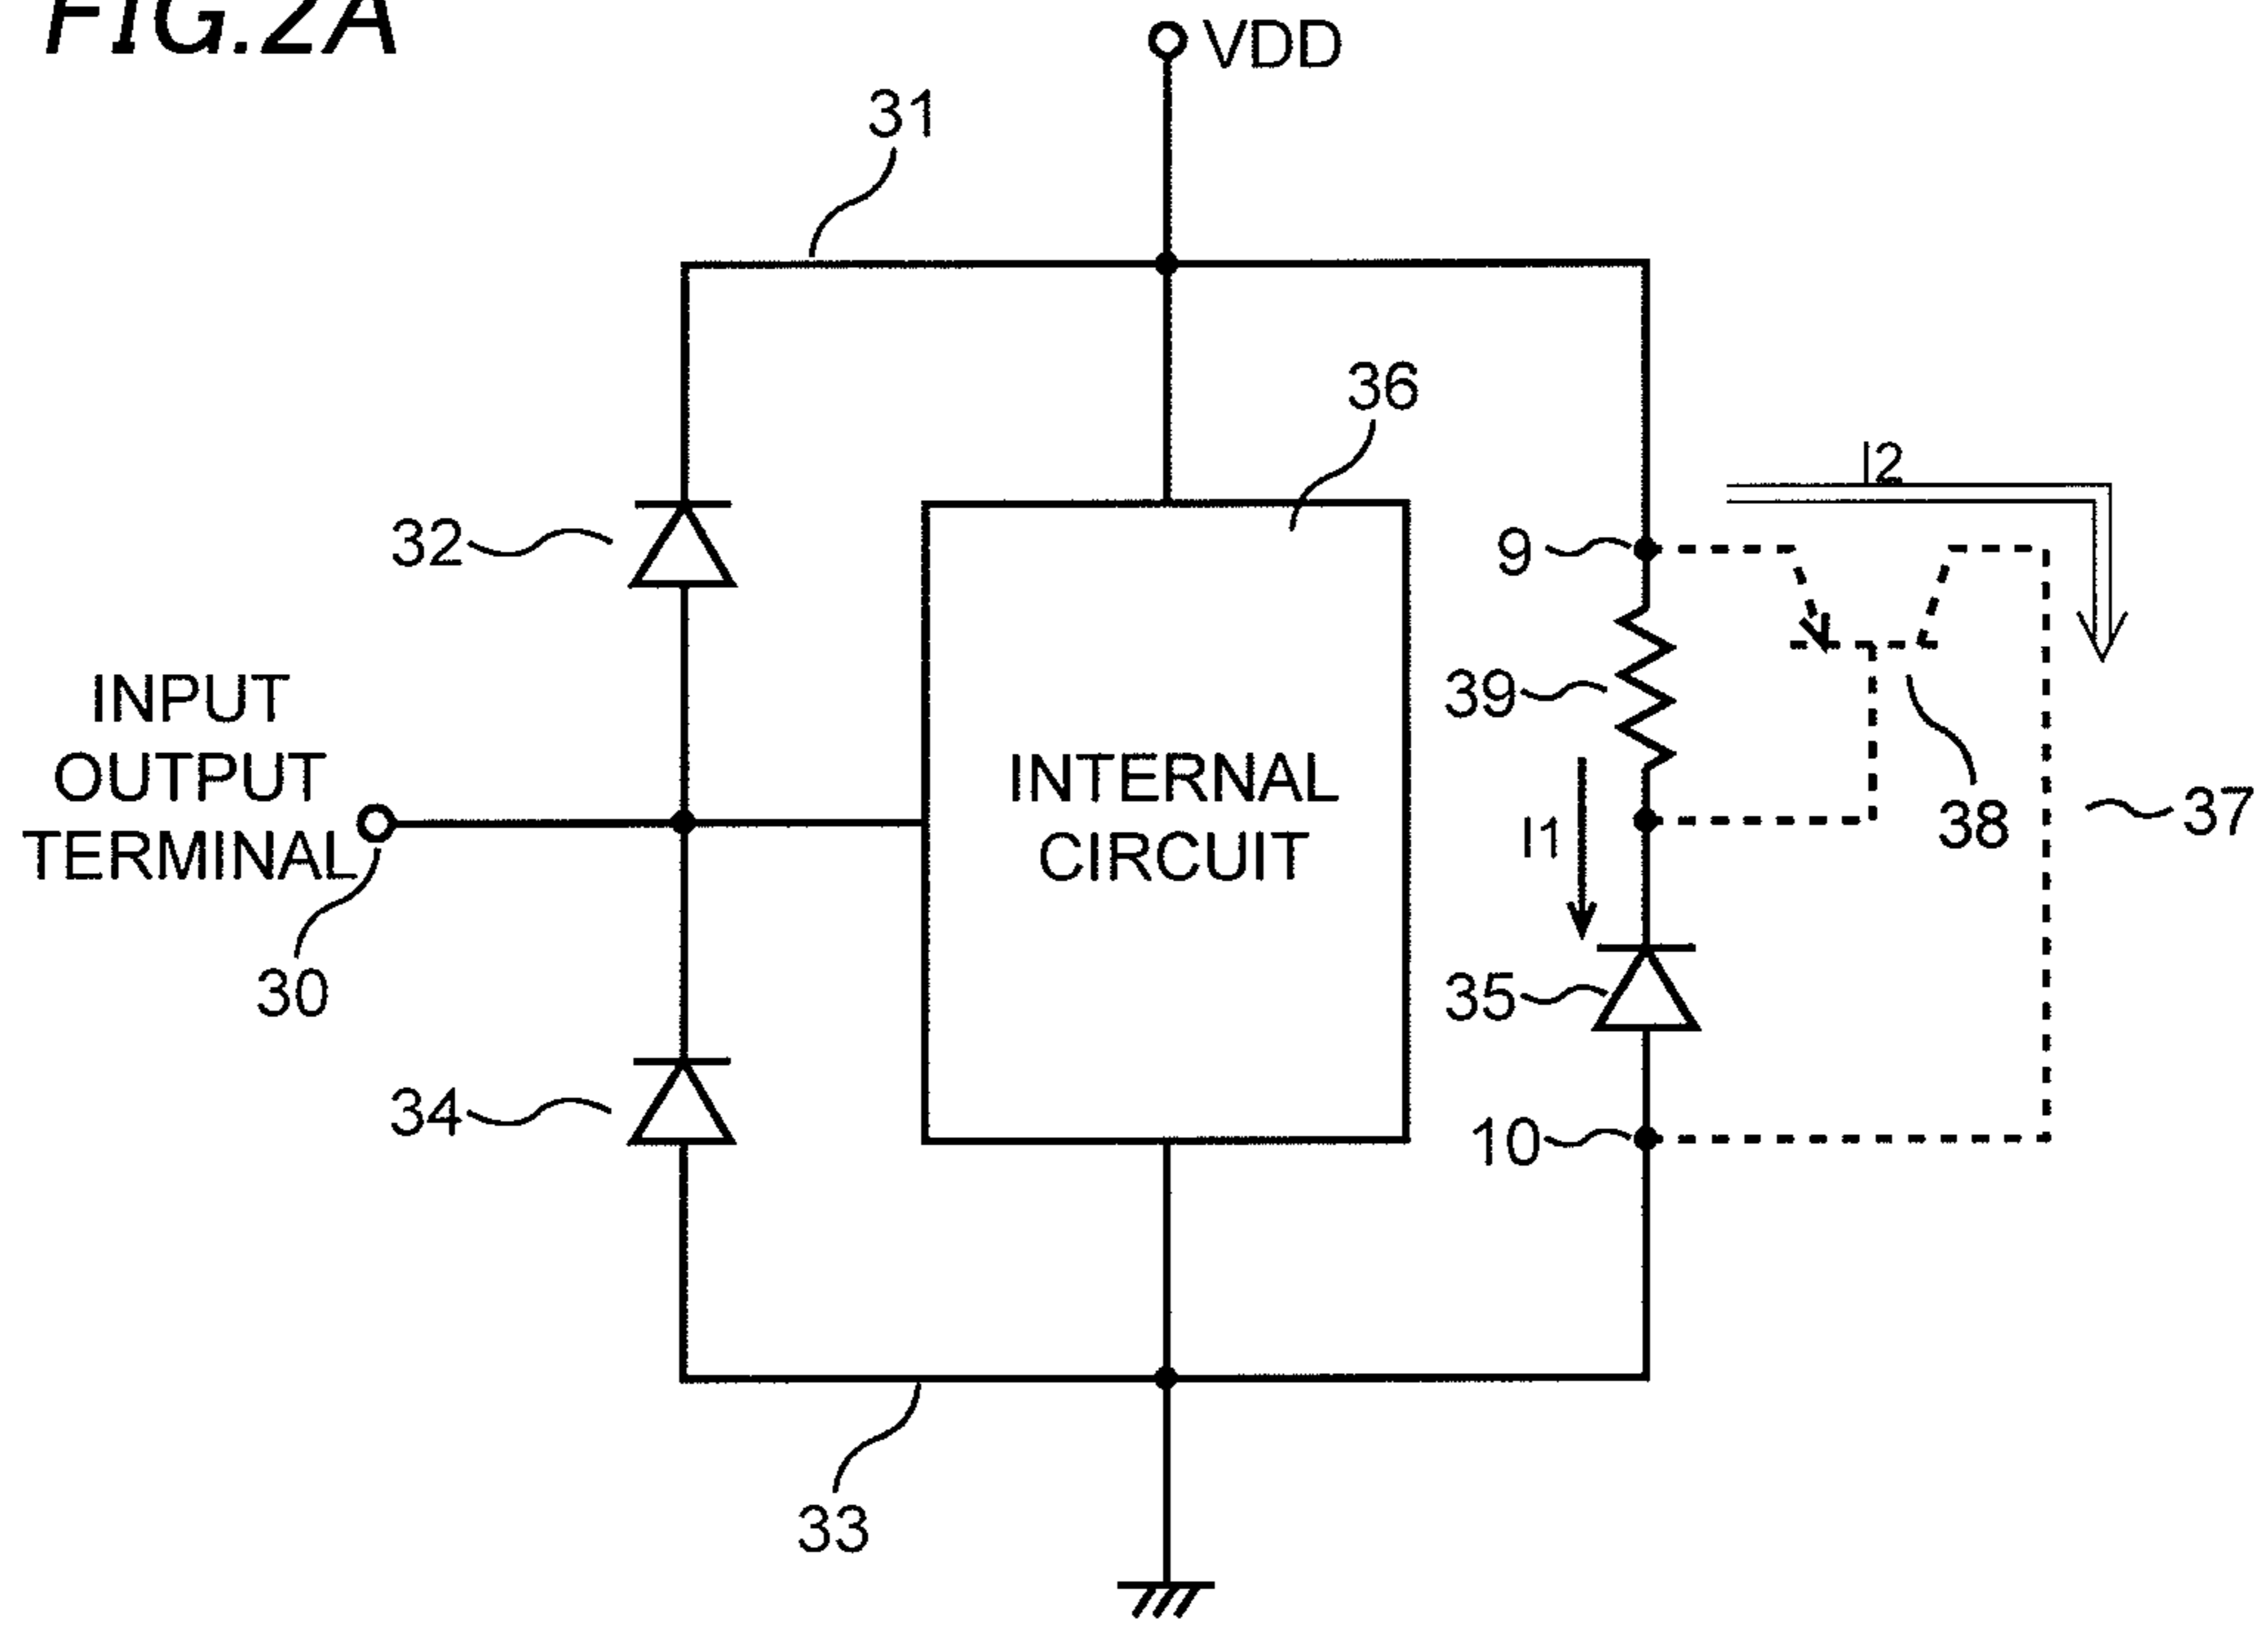 FIG.2A
VDD
31
36
I2
32
9
39
INPUT
OUTPUT
TERMINAL
INTERNAL
CIRCUIT
I1
38
37
30
35
34
10
33